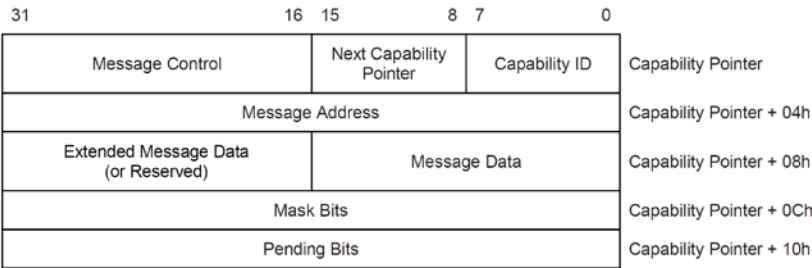 31 16 15 8 7 0
Message Control Next Capability Pointer Capability ID Capability Pointer
Message Address Capability Pointer + 04h
Extended Message Data (or Reserved) Message Data Capability Pointer + 08h
Mask Bits Capability Pointer + 0Ch
Pending Bits Capability Pointer + 10h